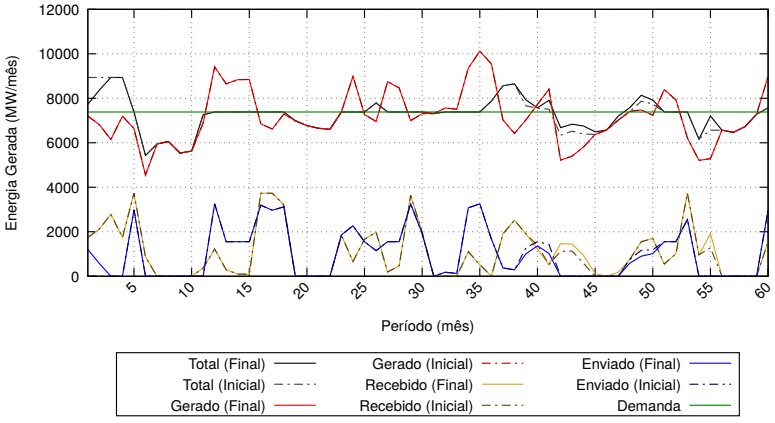 12000
10000
8000
6000
4000
2000
0
Energia Gerada (MW/mês)
5 10 15 20 25 30 35 40 45 50 55 60
Período (mês)
Total (Final) Gerado (Inicial) Enviado (Final)
Total (Inicial) Recebido (Final) Enviado (Inicial)
Gerado (Final) Recebido (Inicial) Demanda